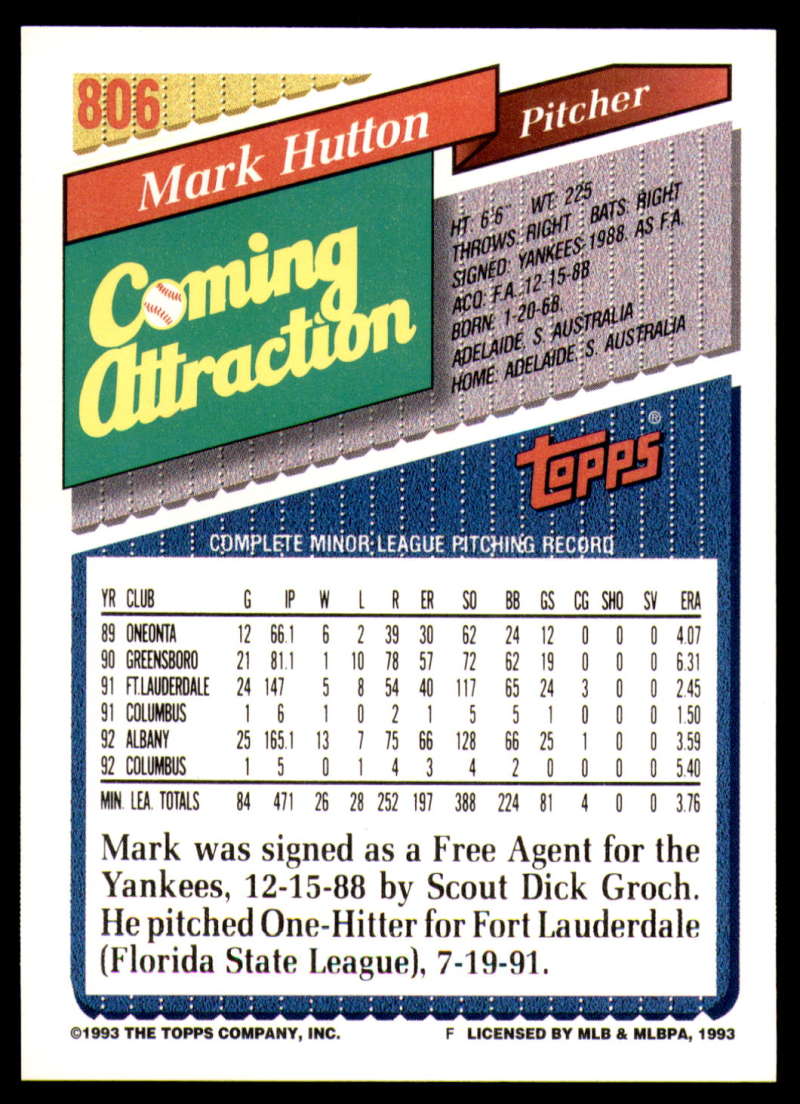 806
Mark Hutton
Pitcher
Coming
Attraction
HT: 6'6" WT: 225
THROWS: RIGHT BATS: RIGHT
SIGNED: YANKEES-1988. AS F.A.
ACQ: F.A. 12-15-88
BORN: 1-20-68,
ADELAIDE, S. AUSTRALIA
HOME: ADELAIDE, S. AUSTRALIA
TOPPS®
COMPLETE MINOR LEAGUE PITCHING RECORD
YR CLUB G IP W L R ER SO BB GS CG SHO SV ERA
89 ONEONTA 12 66.1 6 2 39 30 62 24 12 0 0 0 4.07
90 GREENSBORO 21 81.1 1 10 78 57 72 62 19 0 0 0 6.31
91 FT.LAUDERDALE 24 147 5 8 54 40 117 65 24 3 0 0 2.45
91 COLUMBUS 1 6 1 0 2 1 5 5 1 0 0 0 1.50
92 ALBANY 25 165.1 13 7 75 66 128 66 25 1 0 0 3.59
92 COLUMBUS 1 5 0 1 4 3 4 2 0 0 0 0 5.40
MIN. LEA. TOTALS 84 471 26 28 252 197 388 224 81 4 0 0 3.76
Mark was signed as a Free Agent for the
Yankees, 12-15-88 by Scout Dick Groch.
He pitched One-Hitter for Fort Lauderdale
(Florida State League), 7-19-91.
©1993 THE TOPPS COMPANY, INC.
F LICENSED BY MLB & MLBPA, 1993